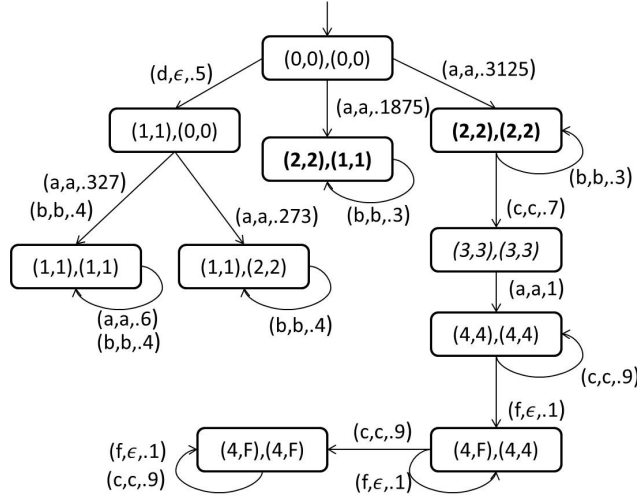 (0,0),(0,0)
(d,ϵ,.5)
(a,a,.3125)
(a,a,.1875)
(1,1),(0,0)
(2,2),(1,1)
(2,2),(2,2)
(b,b,.3)
(b,b,.3)
(a,a,.327)
(b,b,.4)
(a,a,.273)
(c,c,.7)
(1,1),(1,1)
(1,1),(2,2)
(3,3),(3,3)
(a,a,.6)
(b,b,.4)
(b,b,.4)
(a,a,1)
(4,4),(4,4)
(c,c,.9)
(f,ϵ,.1)
(c,c,.9)
(f,ϵ,.1)
(c,c,.9)
(4,F),(4,F)
(4,F),(4,4)
(f,ϵ,.1)